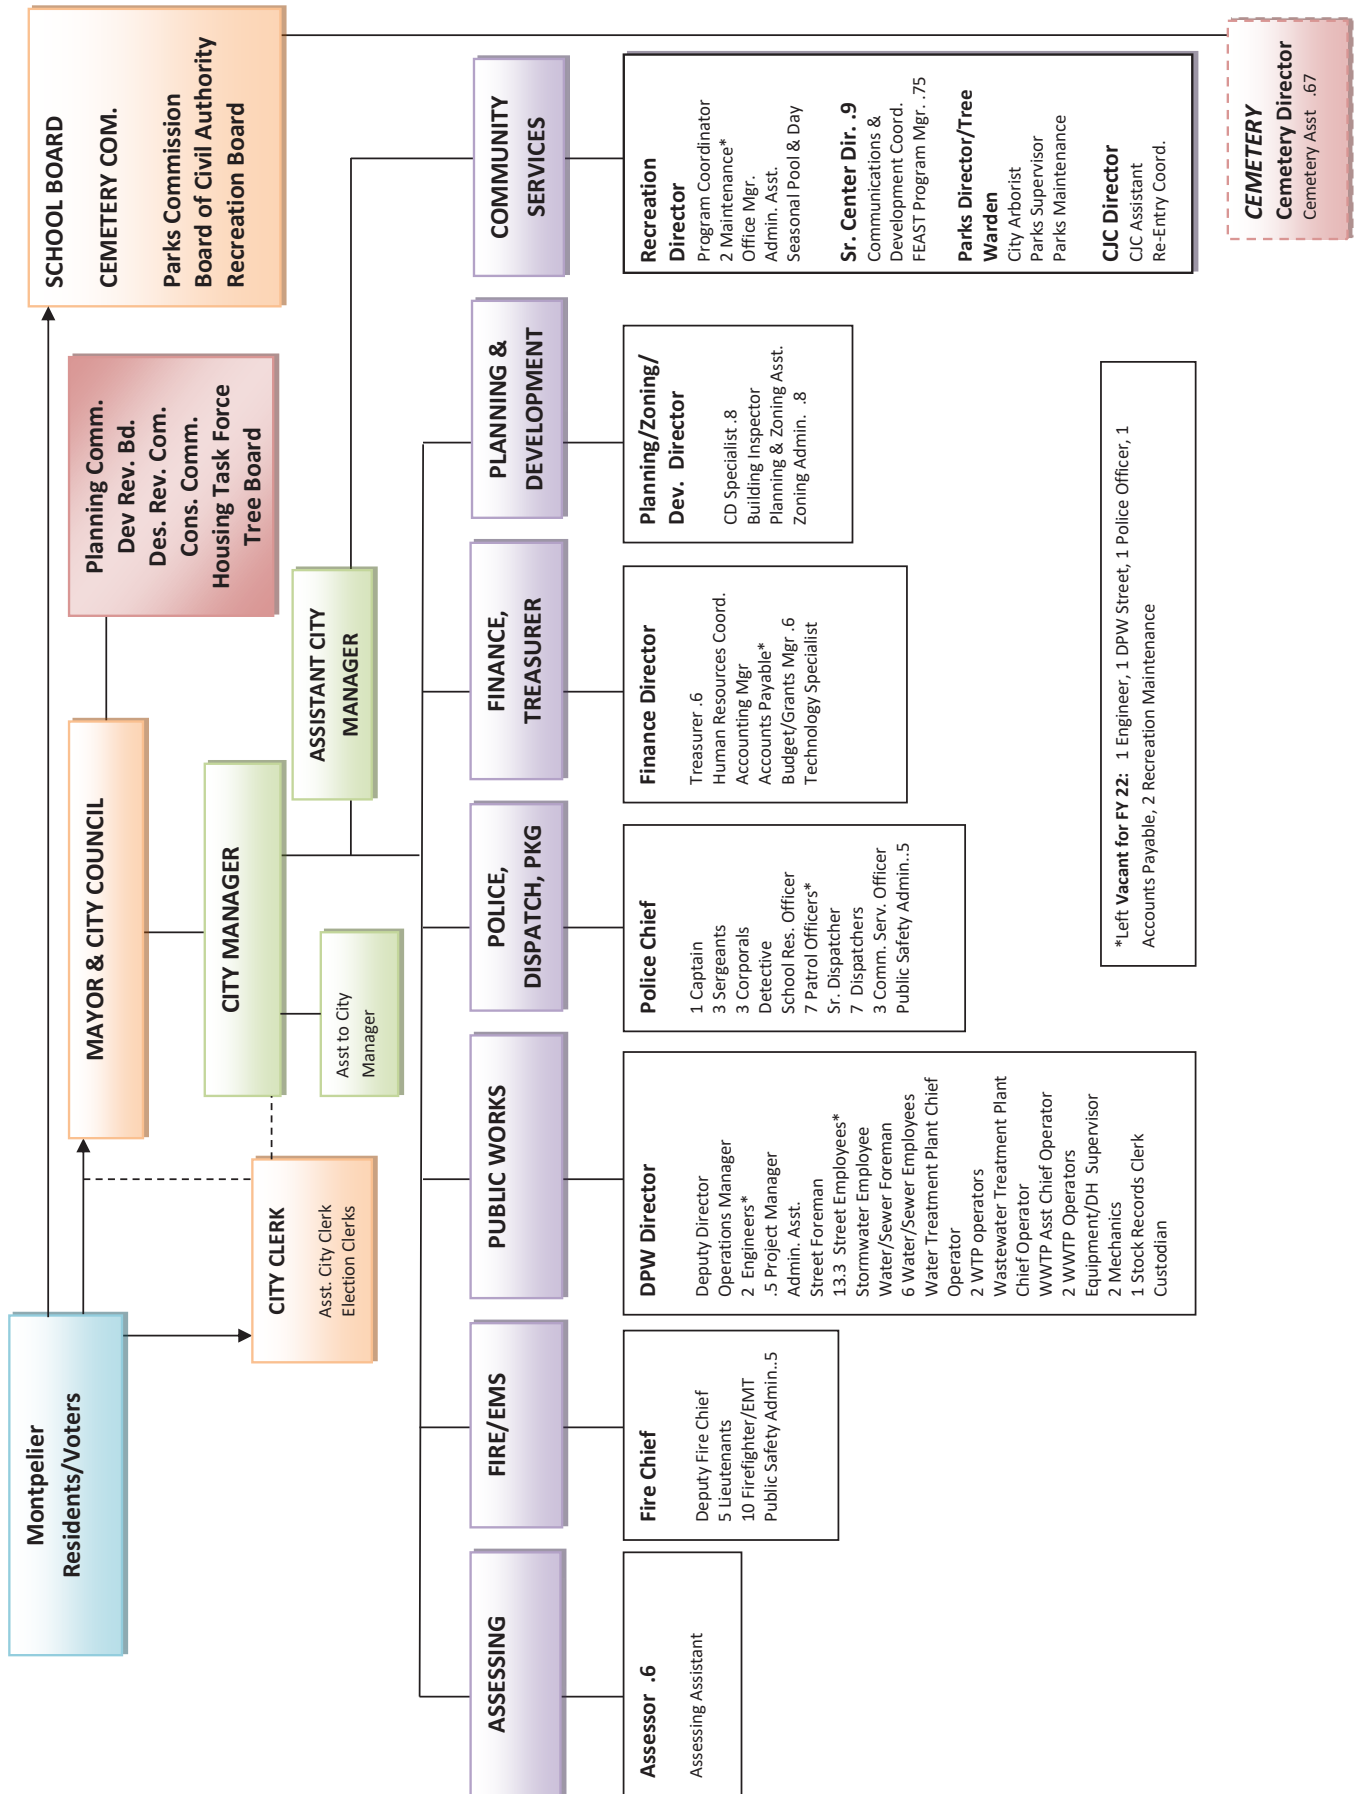 Montpelier
Residents/Voters
SCHOOL BOARD
CEMETERY COM.
Parks Commission
Board of Civil Authority
Recreation Board
MAYOR & CITY COUNCIL
Planning Comm.
Dev Rev. Bd.
Des. Rev. Com.
Cons. Comm.
Housing Task Force
Tree Board
CITY CLERK
Asst. City Clerk
Election Clerks
CITY MANAGER
Asst to City
Manager
ASSISTANT CITY
MANAGER
ASSESSING
FIRE/EMS
PUBLIC WORKS
POLICE,
DISPATCH, PKG
FINANCE,
TREASURER
PLANNING &
DEVELOPMENT
COMMUNITY
SERVICES
Assessor .6
Assessing Assistant
Fire Chief
Deputy Fire Chief
5 Lieutenants
10 Firefighter/EMT
Public Safety Admin..5
DPW Director
Deputy Director
Operations Manager
2 Engineers*
.5 Project Manager
Admin. Asst.
Street Foreman
13.3 Street Employees*
Stormwater Employee
Water/Sewer Foreman
6 Water/Sewer Employees
Water Treatment Plant Chief
Operator
2 WTP operators
Wastewater Treatment Plant
Chief Operator
WWTP Asst Chief Operator
2 WWTP Operators
Equipment/DH Supervisor
2 Mechanics
1 Stock Records Clerk
Custodian
Police Chief
1 Captain
3 Sergeants
3 Corporals
Detective
School Res. Officer
7 Patrol Officers*
Sr. Dispatcher
7 Dispatchers
3 Comm. Serv. Officer
Public Safety Admin..5
Finance Director
Treasurer .6
Human Resources Coord.
Accounting Mgr
Accounts Payable*
Budget/Grants Mgr .6
Technology Specialist
Planning/Zoning/
Dev. Director
CD Specialist .8
Building Inspector
Planning & Zoning Asst.
Zoning Admin. .8
Recreation
Director
Program Coordinator
2 Maintenance*
Office Mgr.
Admin. Asst.
Seasonal Pool & Day
Sr. Center Dir. .9
Communications &
Development Coord.
FEAST Program Mgr. .75
Parks Director/Tree
Warden
City Arborist
Parks Supervisor
Parks Maintenance
CJC Director
CJC Assistant
Re-Entry Coord.
*Left Vacant for FY 22: 1 Engineer, 1 DPW Street, 1 Police Officer, 1
Accounts Payable, 2 Recreation Maintenance
CEMETERY
Cemetery Director
Cemetery Asst .67